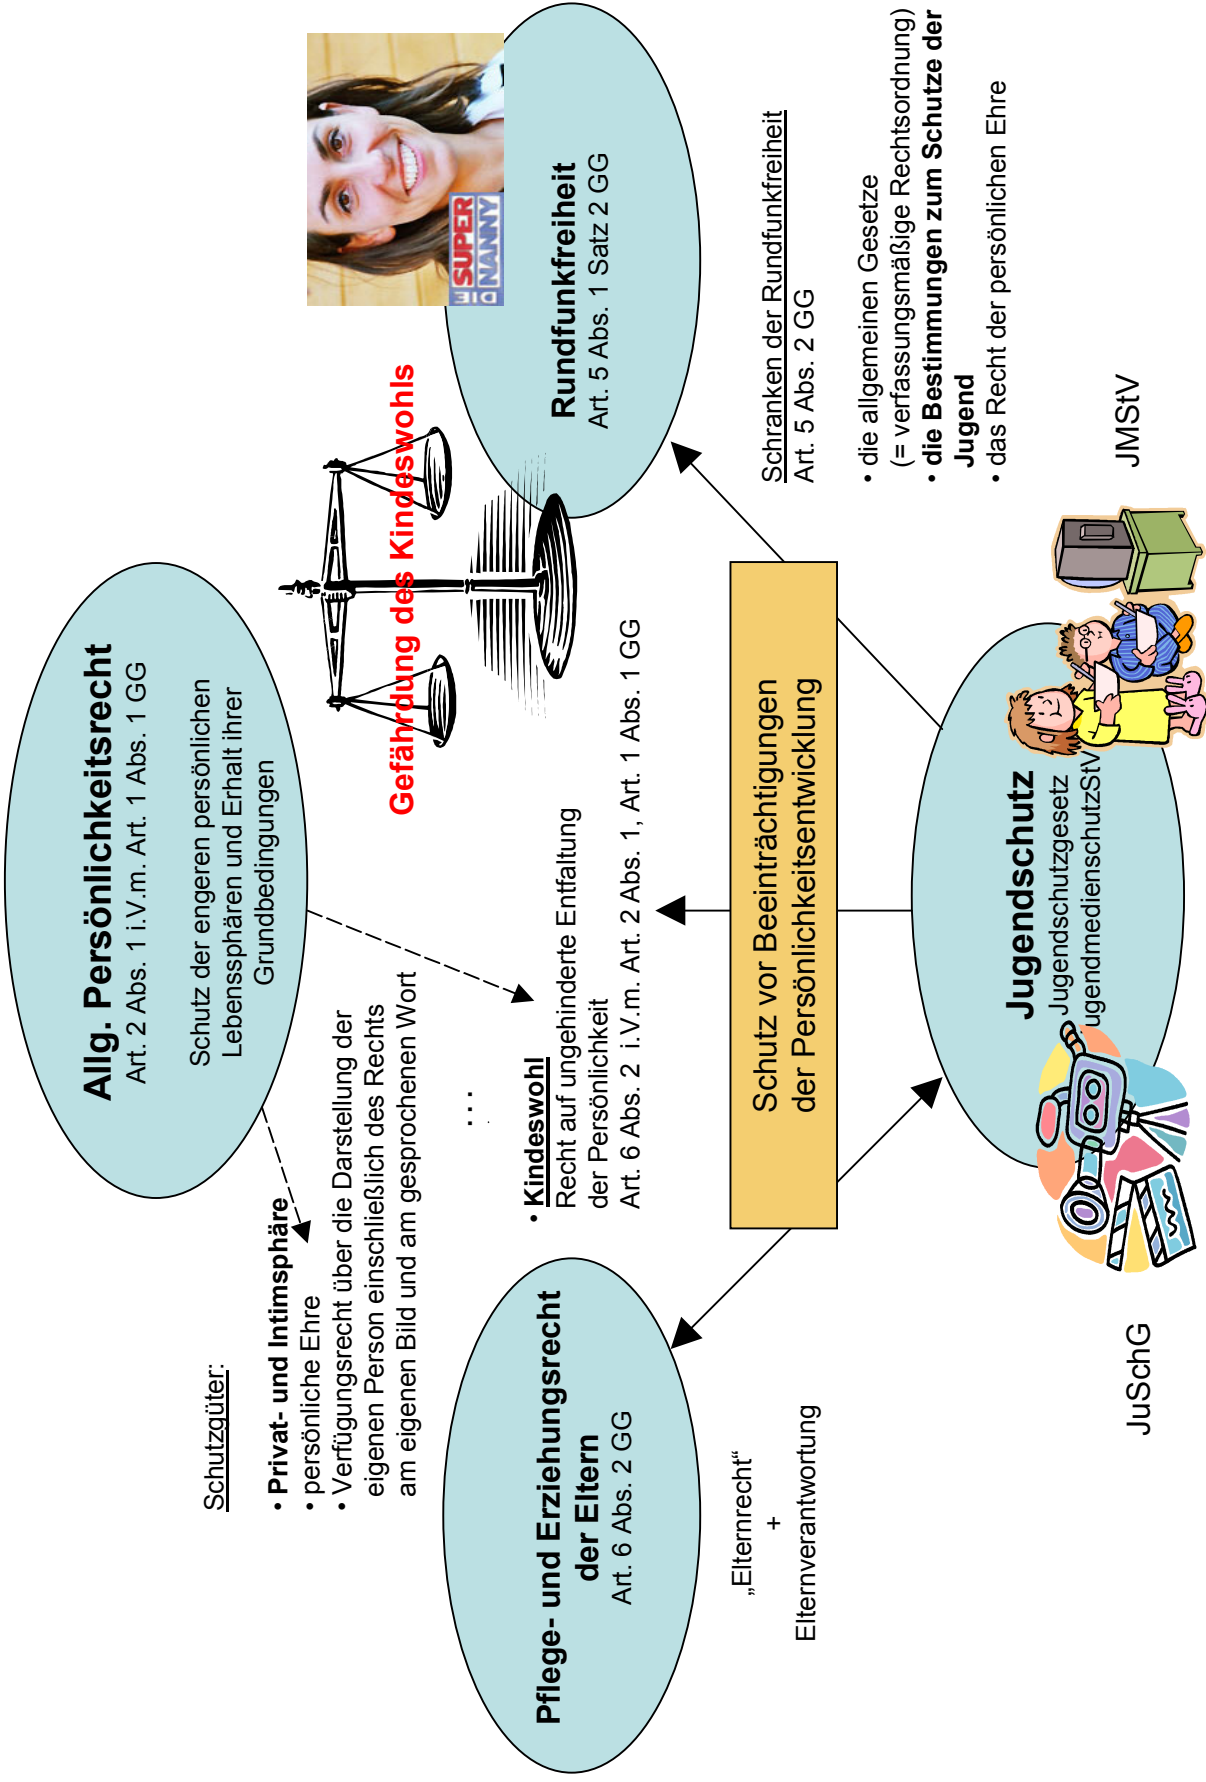 Allg. Persönlichkeitsrecht
Art. 2 Abs. 1 i.V.m. Art. 1 Abs. 1 GG
Schutz der engeren persönlichen
Lebenssphären und Erhalt ihrer
Grundbedingungen
Schutzgüter:
• Privat- und Intimsphäre
• persönliche Ehre
• Verfügungsrecht über die Darstellung der
eigenen Person einschließlich des Rechts
am eigenen Bild und am gesprochenen Wort
...
Gefährdung des Kindeswohls
DIE SUPER
NANNY
Pflege- und Erziehungsrecht
der Eltern
Art. 6 Abs. 2 GG
• Kindeswohl
Recht auf ungehinderte Entfaltung
der Persönlichkeit
Art. 6 Abs. 2 i.V.m. Art. 2 Abs. 1, Art. 1 Abs. 1 GG
Rundfunkfreiheit
Art. 5 Abs. 1 Satz 2 GG
„Elternrecht“
+
Elternverantwortung
Schutz vor Beeinträchtigungen
der Persönlichkeitsentwicklung
Schranken der Rundfunkfreiheit
Art. 5 Abs. 2 GG
• die allgemeinen Gesetze
(= verfassungsmäßige Rechtsordnung)
• die Bestimmungen zum Schutze der
Jugend
• das Recht der persönlichen Ehre
Jugendschutz
Jugendschutzgesetz
JugendmedienschutzStV
JuSchG
JMStV